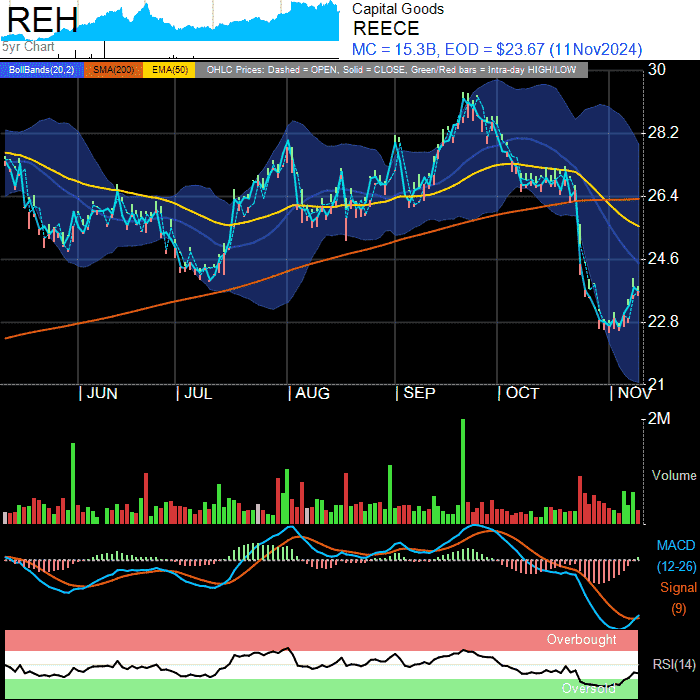 REH
5yr Chart
Capital Goods
REECE
MC = 15.3B, EOD = $23.67 (11Nov2024)
BollBands(20,2) SMA(200) EMA(50) OHLC Prices: Dashed = OPEN, Solid = CLOSE, Green/Red bars = Intra-day HIGH/LOW
30
28.2
26.4
24.6
22.8
21
JUN JUL AUG SEP OCT NOV
2M
Volume
MACD
(12-26)
Signal
(9)
Overbought
RSI(14)
Oversold